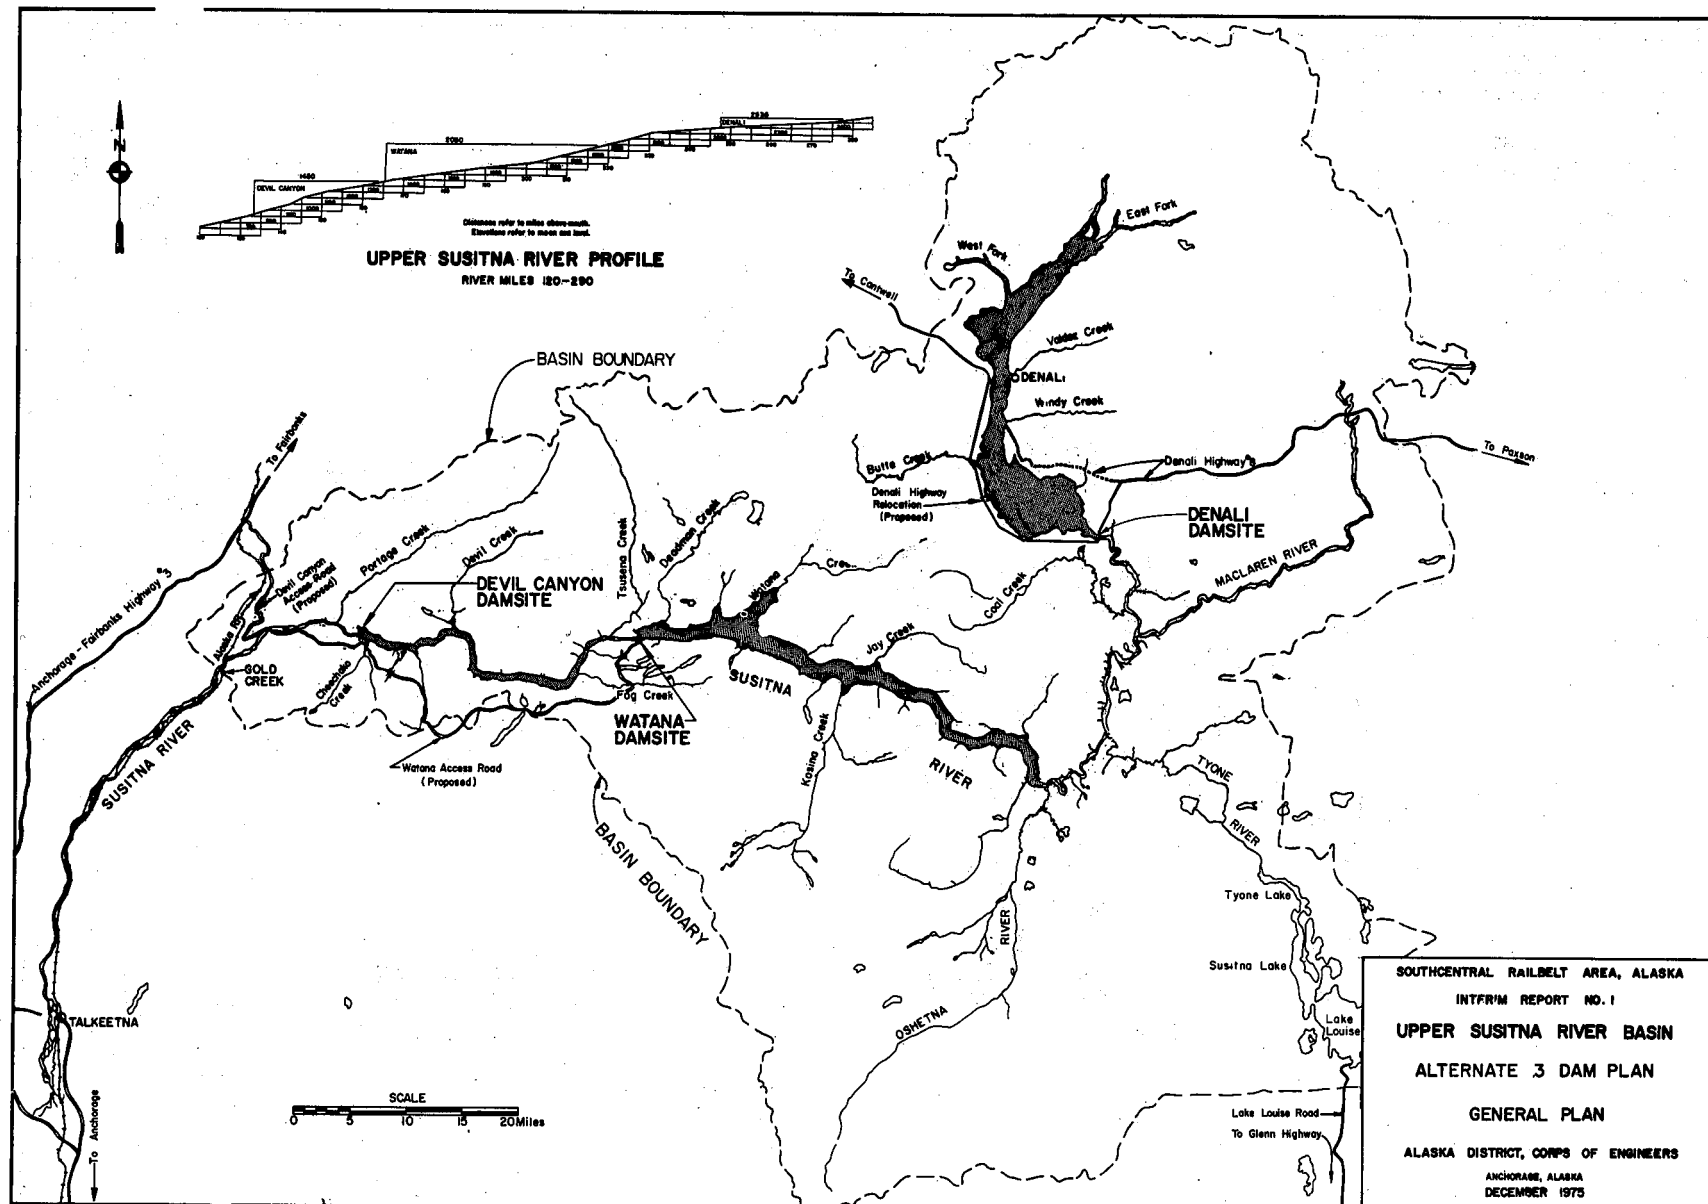 N
1450
DEVIL CANYON
2050
WATANA
DENALI
Distances refer to miles above mouth.
Elevations refer to mean sea level.
UPPER SUSITNA RIVER PROFILE
RIVER MILES 120-290
East Fork
West Fork
To Cantwell
Valdez Creek
BASIN BOUNDARY
DENALI
Windy Creek
To Fairbanks
To Paxson
Butte Creek
Denali Highway #8
Denali Highway
Relocation
(Proposed)
DENALI
DAMSITE
Portage Creek
Devil Creek
Tsusena Creek
Deadman Creek
Watana
Creek
Coal Creek
MACLAREN RIVER
Anchorage-Fairbanks Highway #3
Devil Canyon
Access Road
(Proposed)
DEVIL CANYON
DAMSITE
Alaska RR
Jay Creek
GOLD
CREEK
Cheechako
Creek
Fog Creek
SUSITNA
RIVER
WATANA
DAMSITE
Kosina Creek
Watana Access Road
(Proposed)
SUSITNA RIVER
TYONE
RIVER
BASIN BOUNDARY
Tyone Lake
Susitna Lake
Lake
Louise
OSHETNA
RIVER
TALKEETNA
To Anchorage
SCALE
0 5 10 15 20 Miles
Lake Louise Road
To Glenn Highway
SOUTHCENTRAL RAILBELT AREA, ALASKA
INTERIM REPORT NO. 1
UPPER SUSITNA RIVER BASIN
ALTERNATE 3 DAM PLAN
GENERAL PLAN
ALASKA DISTRICT, CORPS OF ENGINEERS
ANCHORAGE, ALASKA
DECEMBER 1975